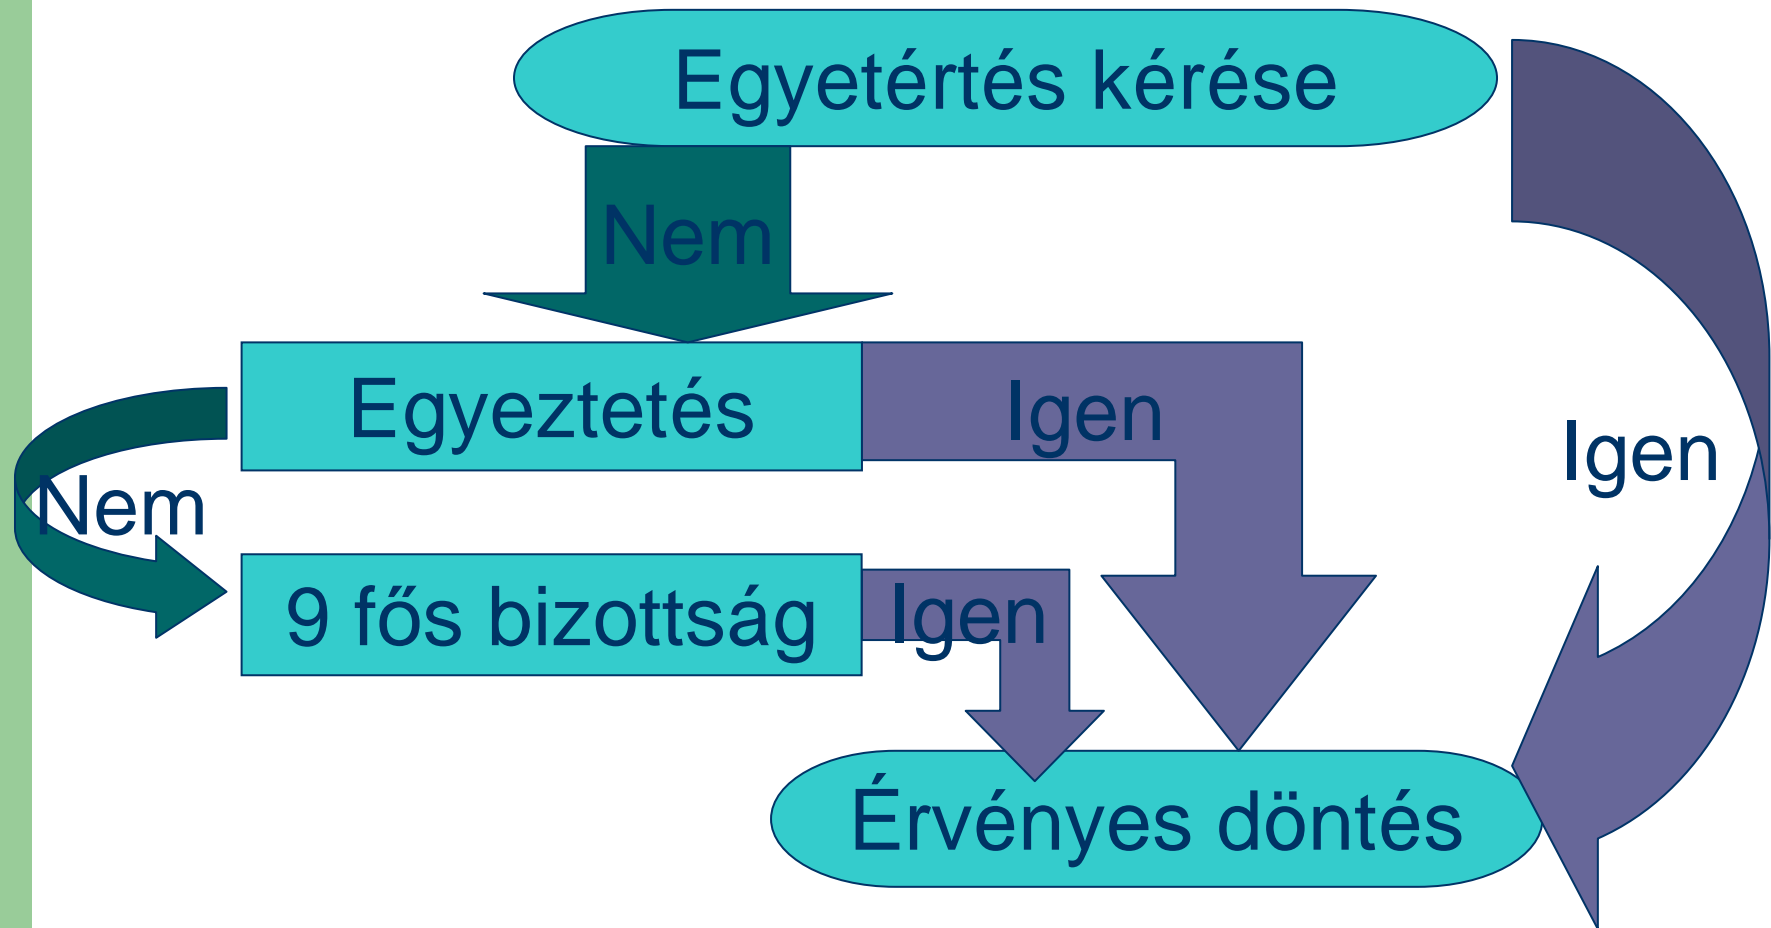 Egyetértés kérése
Nem
Egyeztetés
Igen
Igen
Nem
9 fős bizottság
Igen
Érvényes döntés